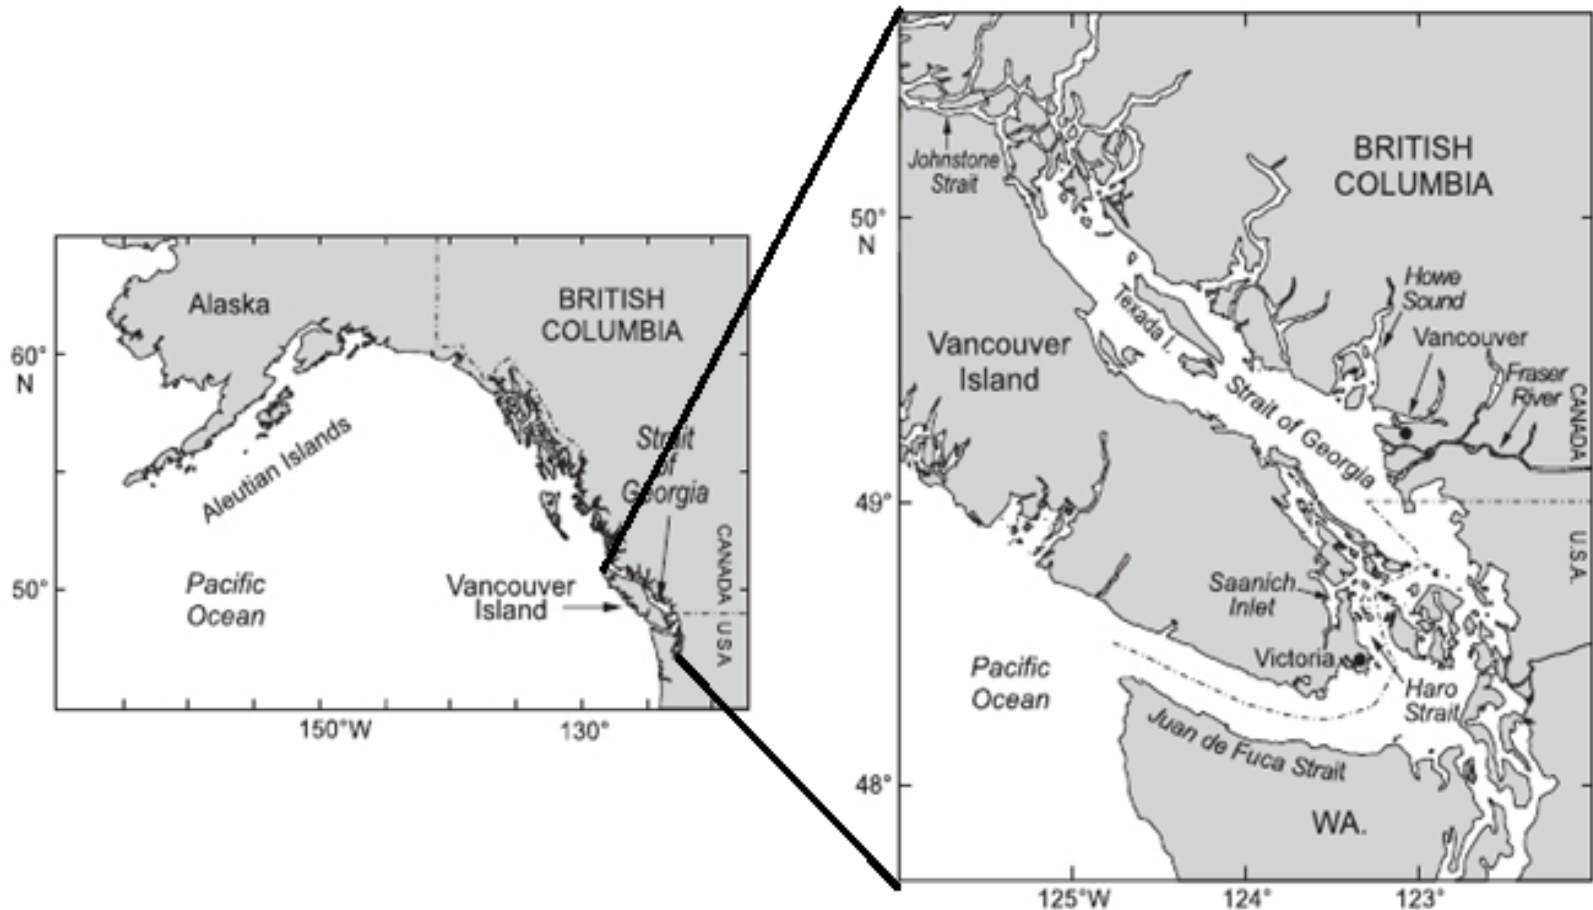 Alaska
BRITISH
COLUMBIA
60°
N
Strait
of
Georgia
Aleutian Islands
CANADA
U.S.A.
50°
Pacific
Ocean
Vancouver
Island
150°W
130°
BRITISH
COLUMBIA
Johnstone
Strait
50°
N
Howe
Sound
Texada I.
Vancouver
Vancouver
Island
Fraser
River
Strait of Georgia
CANADA
49°
U.S.A.
Saanich
Inlet
Victoria
Pacific
Ocean
Haro
Strait
Juan de Fuca Strait
48°
WA.
125°W
124°
123°